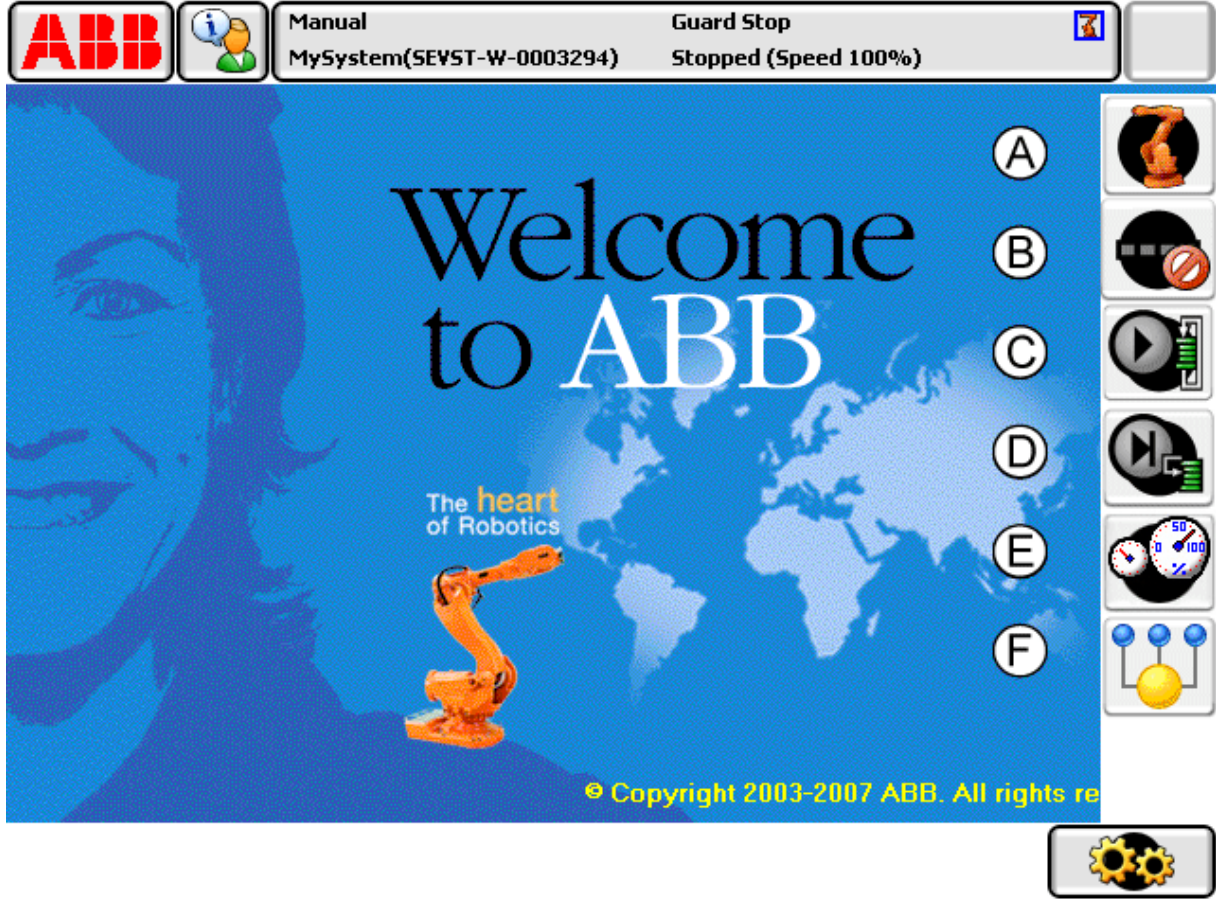 ABB
Manual
MySystem(SEVST-W-0003294)
Guard Stop
Stopped (Speed 100%)
Welcome
to ABB
The heart
of Robotics
A
B
C
D
E
F
50
0 100
%
© Copyright 2003-2007 ABB. All rights re